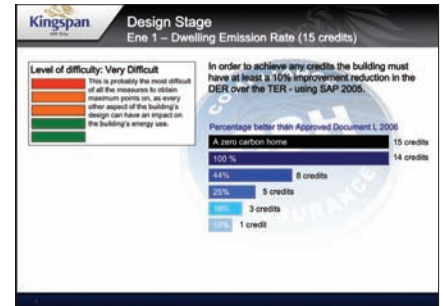 Kingspan
Design Stage
Ene 1 – Dwelling Emission Rate (15 credits)
Level of difficulty: Very Difficult
This is probably the most difficult
of all the measures to obtain
maximum points on, as every
other aspect of the building's
design can have an impact on
the building's energy use.
In order to achieve any credits the building must
have at least a 10% improvement reduction in the
DER over the TER - using SAP 2005.
Percentage better than Approved Document L 2006
A zero carbon home 15 credits
100 % 14 credits
44% 8 credits
25% 5 credits
18% 3 credits
10% 1 credit